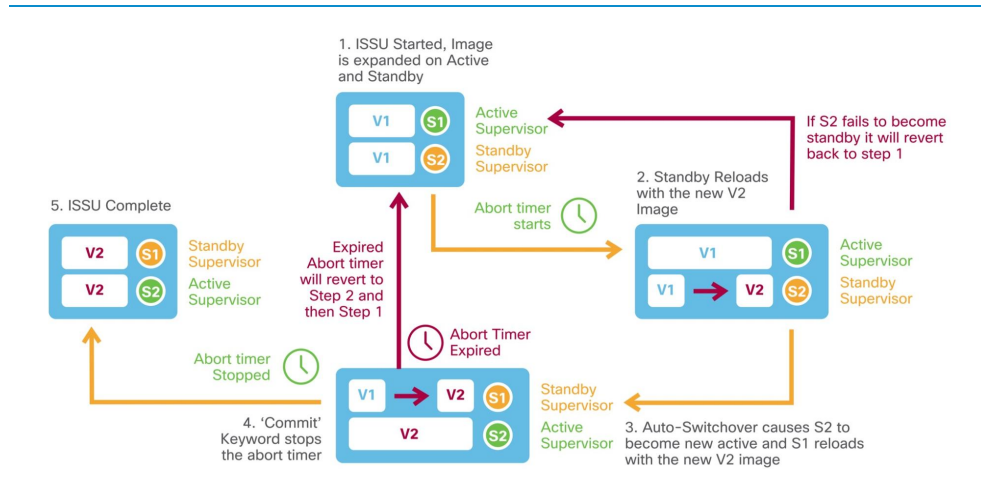 1. ISSU Started, Image
is expanded on Active
and Standby
V1
S1
Active
Supervisor
V1
S2
Standby
Supervisor
If S2 fails to become
standby it will revert
back to step 1
2. Standby Reloads
with the new V2
Image
Abort timer
starts
V1
S1
Active
Supervisor
V1
V2
S2
Standby
Supervisor
5. ISSU Complete
V2
S1
Standby
Supervisor
V2
S2
Active
Supervisor
Expired
Abort timer
will revert to
Step 2 and
then Step 1
Abort Timer
Expired
Abort timer
Stopped
V1
V2
S1
Standby
Supervisor
V2
S2
Active
Supervisor
4. 'Commit'
Keyword stops
the abort timer
3. Auto-Switchover causes S2 to
become new active and S1 reloads
with the new V2 image